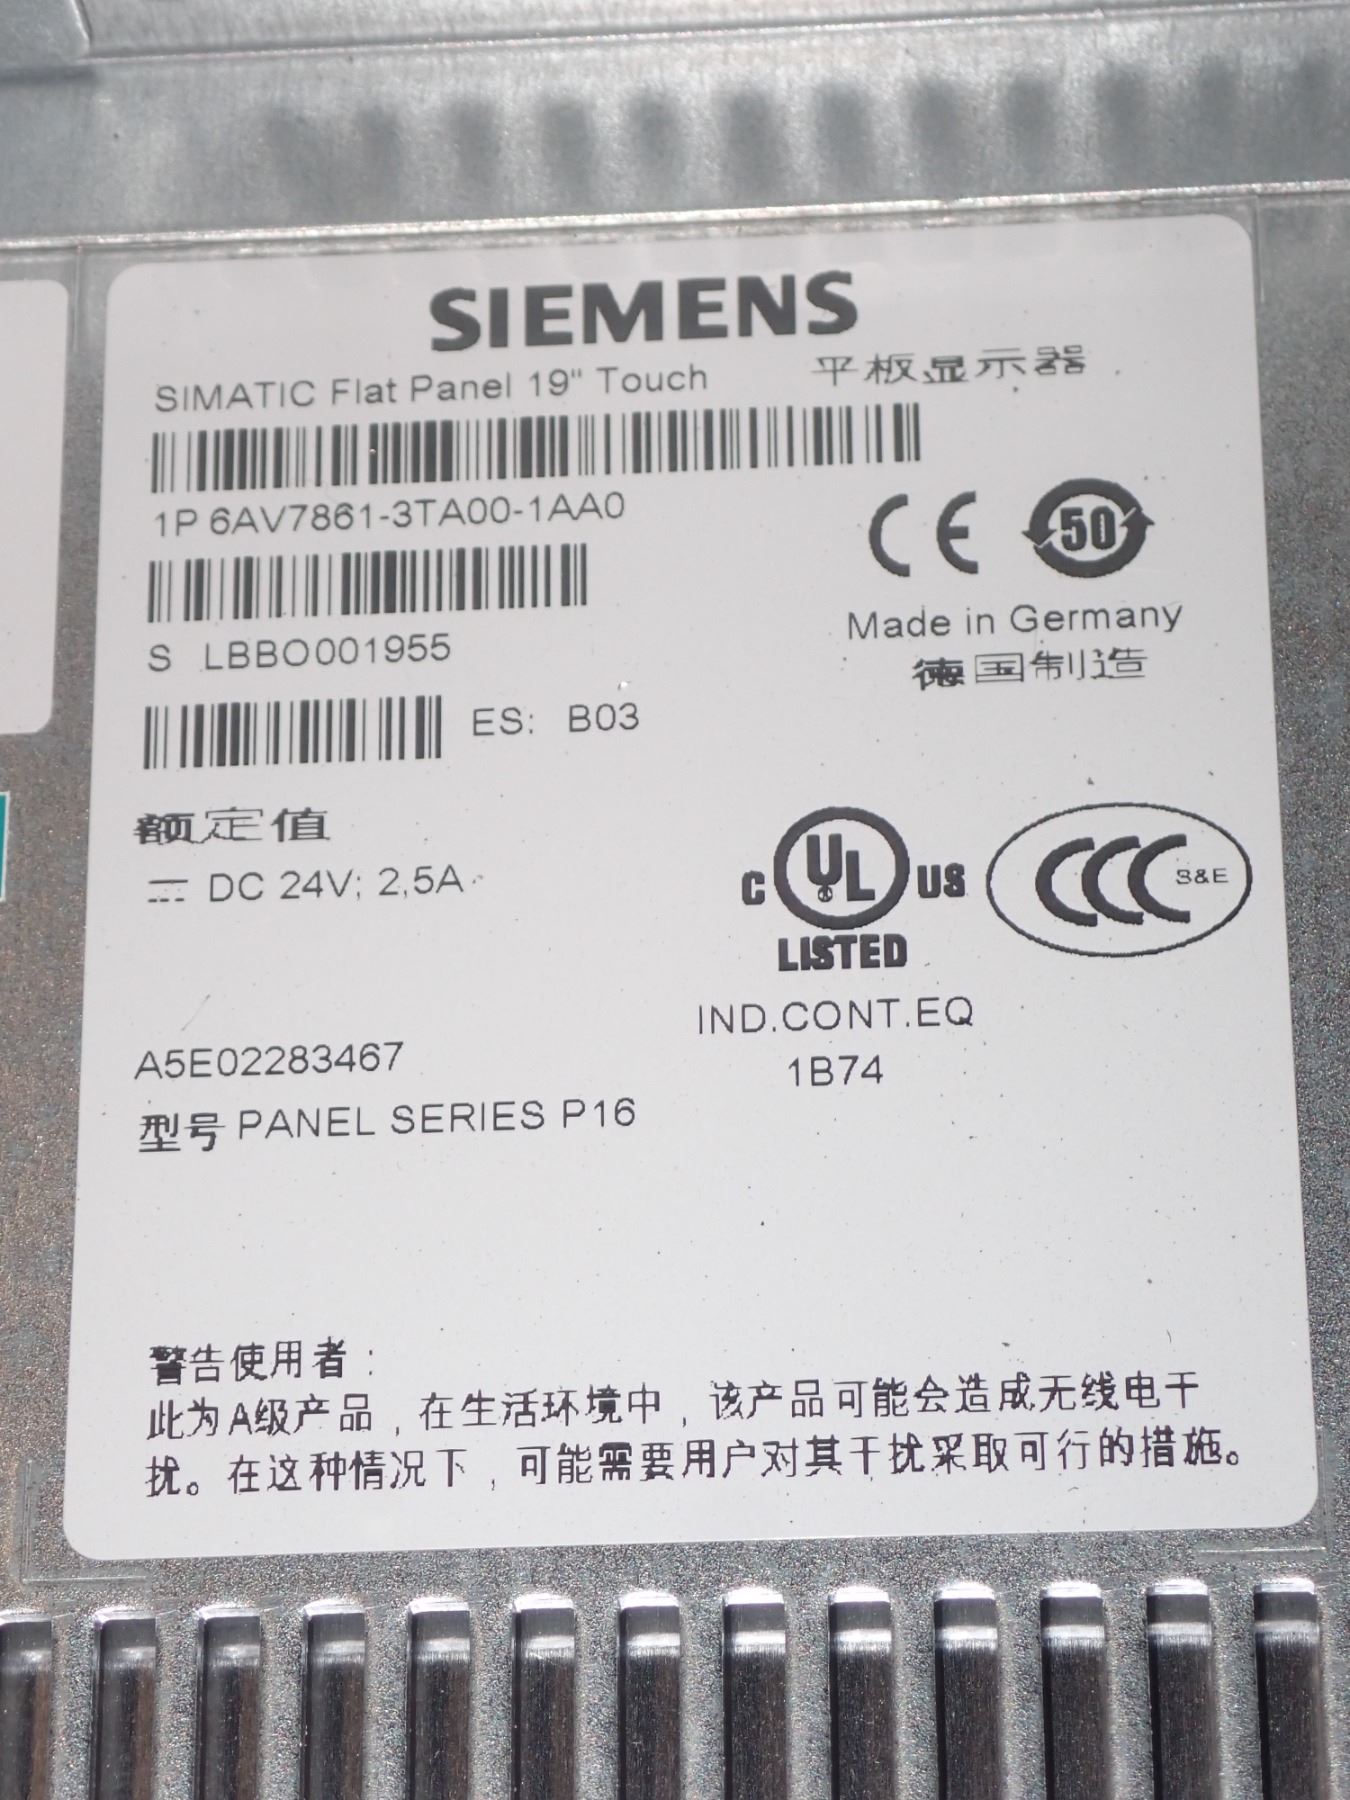 SIEMENS
SIMATIC Flat Panel 19" Touch 平板显示器
1P 6AV7861-3TA00-1AA0
CE 50
S LBBO001955
Made in Germany
德国制造
ES: B03
额定值
DC 24V; 2,5A
C UL US
LISTED
CCC S&E
IND.CONT.EQ
1B74
A5E02283467
型号 PANEL SERIES P16
警告使用者:
此为A级产品,在生活环境中,该产品可能会造成无线电干
扰。在这种情况下,可能需要用户对其干扰采取可行的措施。